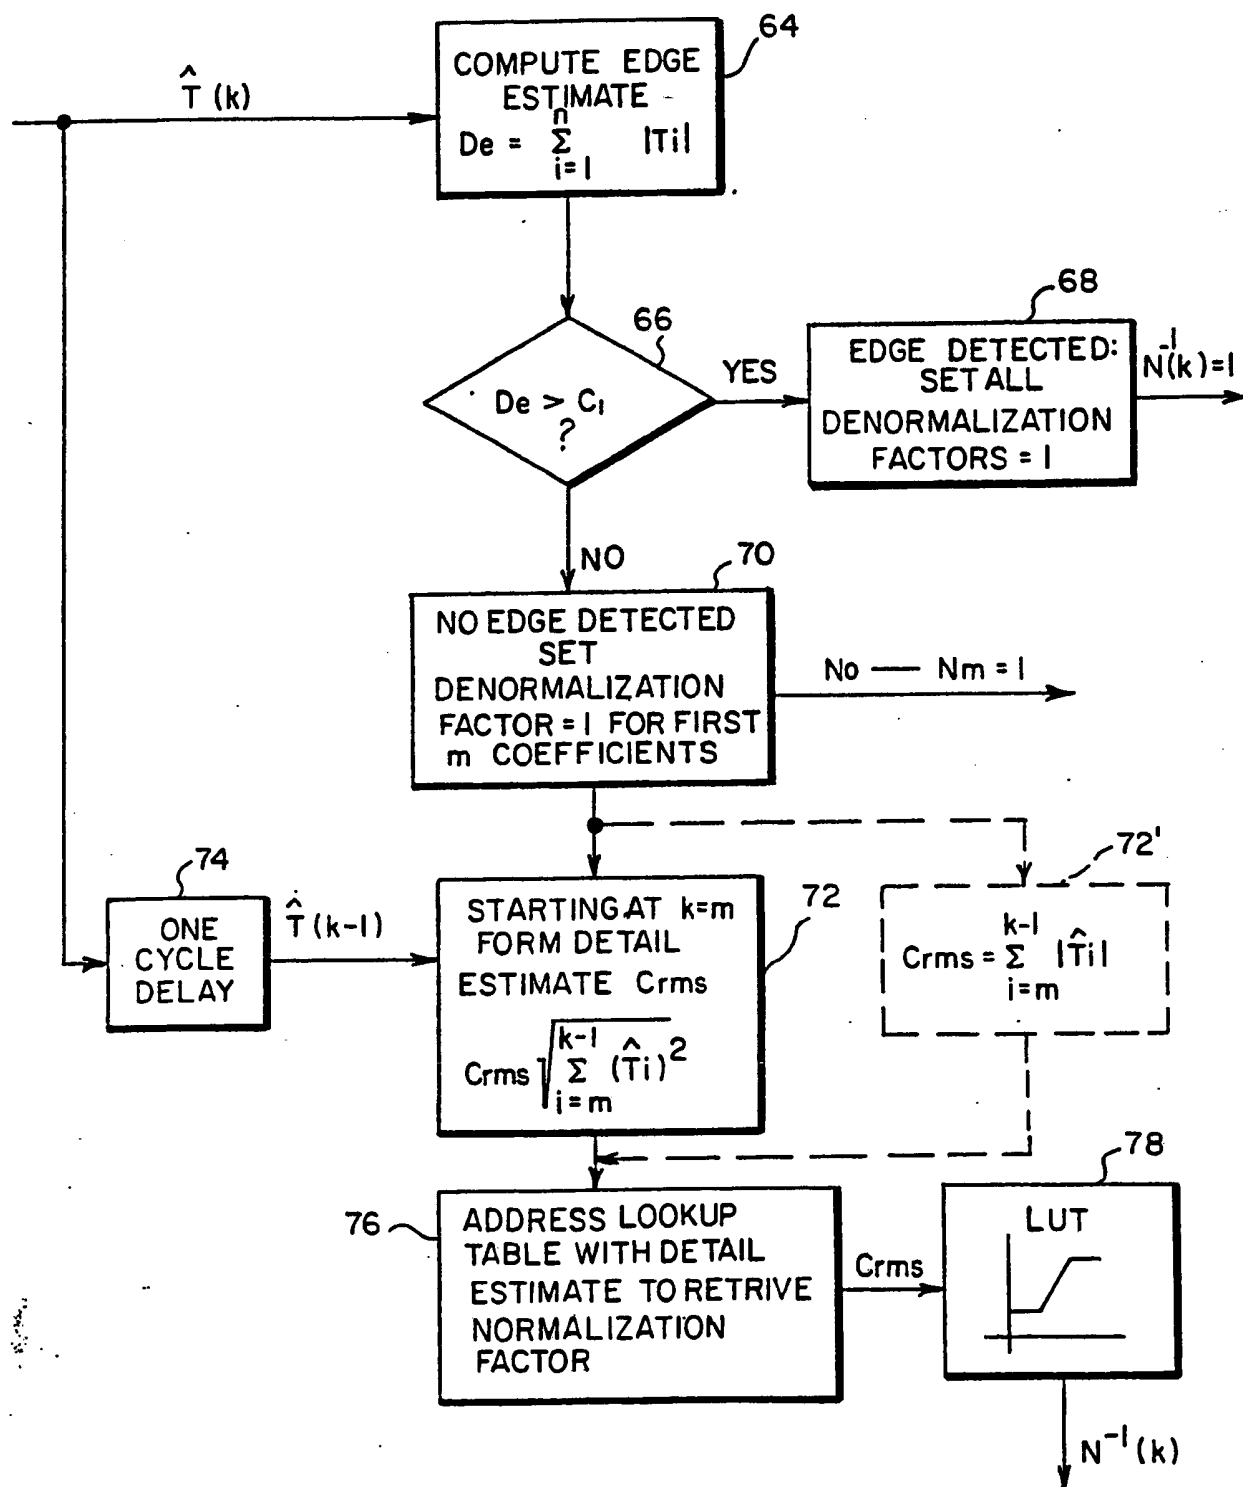 64
COMPUTE EDGE
ESTIMATE
De = Σ_{i=1}^{n} |Ti|
T̂(k)
66
De > C₁
?
YES
68
EDGE DETECTED:
SET ALL
DENORMALIZATION
FACTORS = 1
N⁻¹(k)=1
NO
70
NO EDGE DETECTED
SET
DENORMALIZATION
FACTOR = 1 FOR FIRST
m COEFFICIENTS
No — Nm = 1
74
ONE
CYCLE
DELAY
T̂(k-1)
72
STARTING AT k=m
FORM DETAIL
ESTIMATE Crms
Crms √(Σ_{i=m}^{k-1} (T̂i)²)
72'
Crms = Σ_{i=m}^{k-1} |T̂i|
76
ADDRESS LOOKUP
TABLE WITH DETAIL
ESTIMATE TO RETRIVE
NORMALIZATION
FACTOR
Crms
78
LUT
N⁻¹(k)